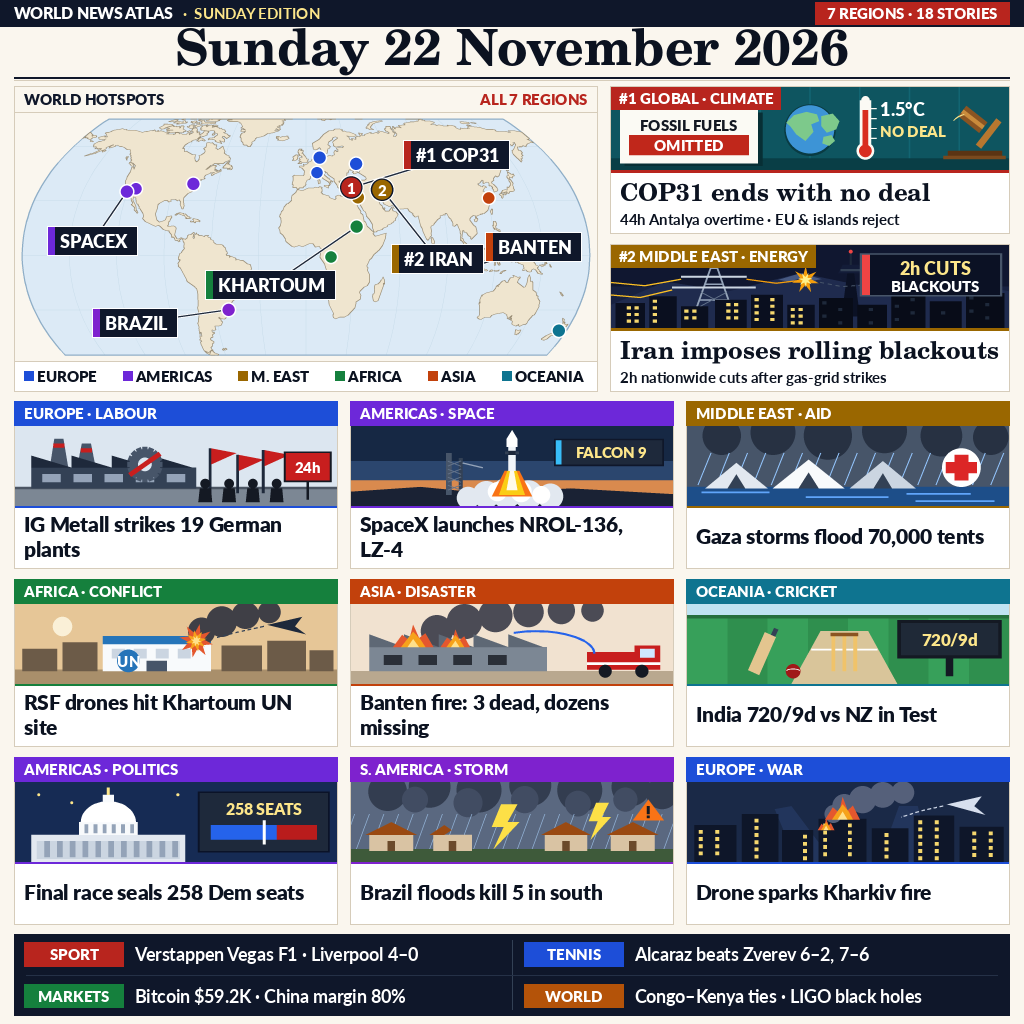 WORLD NEWS ATLAS · SUNDAY EDITION
7 REGIONS · 18 STORIES
Sunday 22 November 2026
WORLD HOTSPOTS
ALL 7 REGIONS
#1 COP31
1
2
SPACEX
#2 IRAN
BANTEN
KHARTOUM
BRAZIL
EUROPE
AMERICAS
M. EAST
AFRICA
ASIA
OCEANIA
#1 GLOBAL · CLIMATE
FOSSIL FUELS
OMITTED
1.5°C
NO DEAL
COP31 ends with no deal
44h Antalya overtime · EU & islands reject
#2 MIDDLE EAST · ENERGY
2h CUTS
BLACKOUTS
Iran imposes rolling blackouts
2h nationwide cuts after gas-grid strikes
EUROPE · LABOUR
24h
IG Metall strikes 19 German
plants
AMERICAS · SPACE
FALCON 9
SpaceX launches NROL-136,
LZ-4
MIDDLE EAST · AID
Gaza storms flood 70,000 tents
AFRICA · CONFLICT
UN
RSF drones hit Khartoum UN
site
ASIA · DISASTER
Banten fire: 3 dead, dozens
missing
OCEANIA · CRICKET
720/9d
India 720/9d vs NZ in Test
AMERICAS · POLITICS
258 SEATS
Final race seals 258 Dem seats
S. AMERICA · STORM
!
Brazil floods kill 5 in south
EUROPE · WAR
Drone sparks Kharkiv fire
SPORT
Verstappen Vegas F1 · Liverpool 4–0
TENNIS
Alcaraz beats Zverev 6–2, 7–6
MARKETS
Bitcoin $59.2K · China margin 80%
WORLD
Congo–Kenya ties · LIGO black holes